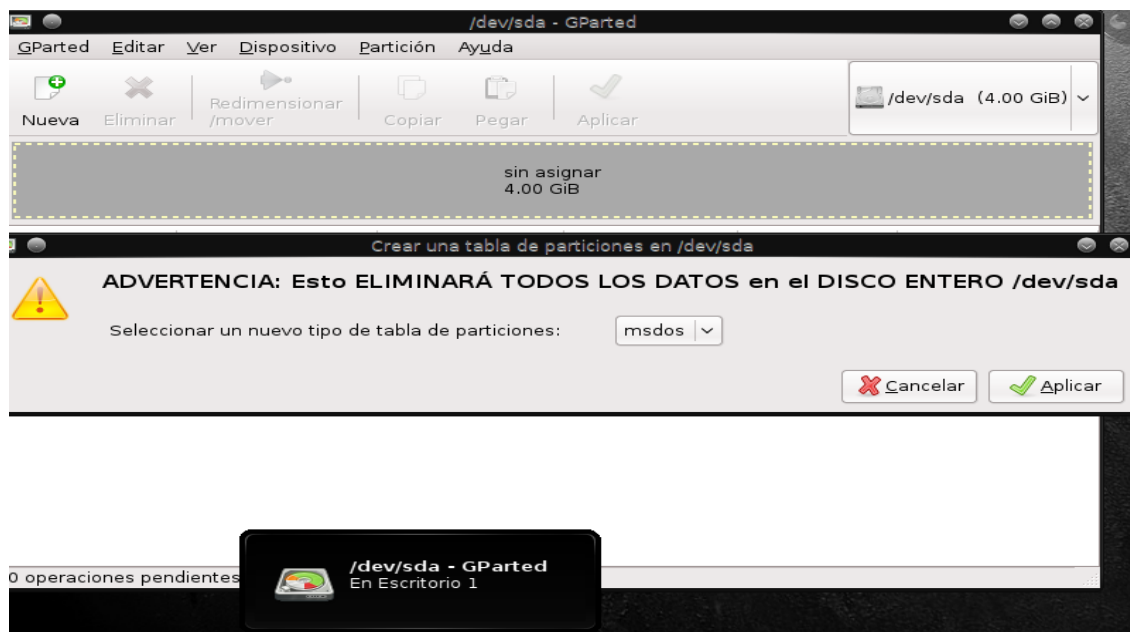 /dev/sda - GParted
GParted Editar Ver Dispositivo Partición Ayuda
Nueva Eliminar Redimensionar /mover Copiar Pegar Aplicar
/dev/sda (4.00 GiB)
sin asignar
4.00 GiB
Crear una tabla de particiones en /dev/sda
ADVERTENCIA: Esto ELIMINARÁ TODOS LOS DATOS en el DISCO ENTERO /dev/sda
Seleccionar un nuevo tipo de tabla de particiones: msdos
Cancelar Aplicar
0 operaciones pendientes
/dev/sda - GParted
En Escritorio 1